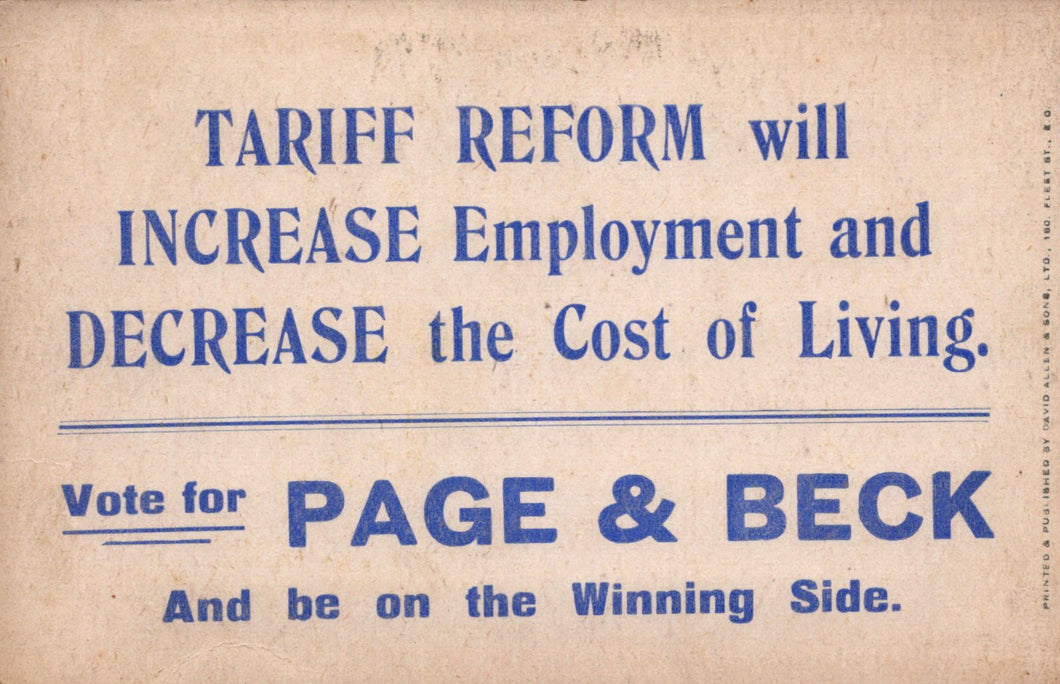 TARIFF REFORM will
INCREASE Employment and
DECREASE the Cost of Living.
Vote for PAGE & BECK
And be on the Winning Side.
PRINTED & PUBLISHED BY DAVID ALLEN & SONS, LTD., 160, FLEET ST., E.C.